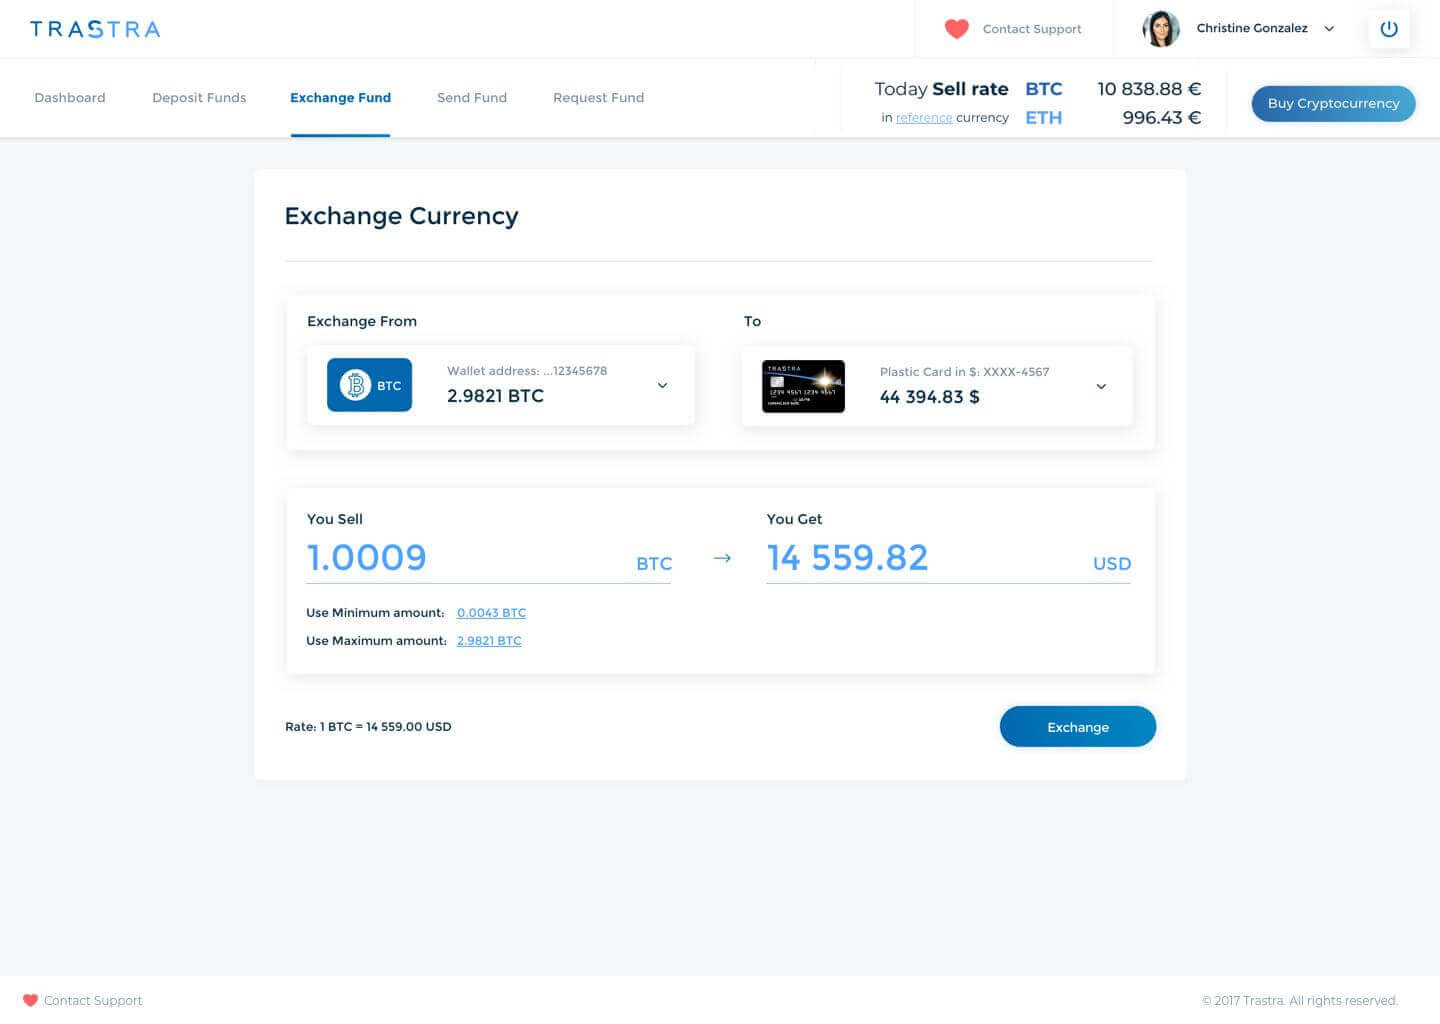 TRASTRA
Contact Support
Christine Gonzalez
Dashboard
Deposit Funds
Exchange Fund
Send Fund
Request Fund
Today Sell rate BTC 10 838.88 €
in reference currency ETH 996.43 €
Buy Cryptocurrency
Exchange Currency
Exchange From
BTC
Wallet address: ...12345678
2.9821 BTC
To
TRASTRA
1234 4567 1234 4567
Plastic Card in $: XXXX-4567
44 394.83 $
You Sell
1.0009 BTC
→
You Get
14 559.82 USD
Use Minimum amount: 0.0043 BTC
Use Maximum amount: 2.9821 BTC
Rate: 1 BTC = 14 559.00 USD
Exchange
Contact Support
© 2017 Trastra. All rights reserved.